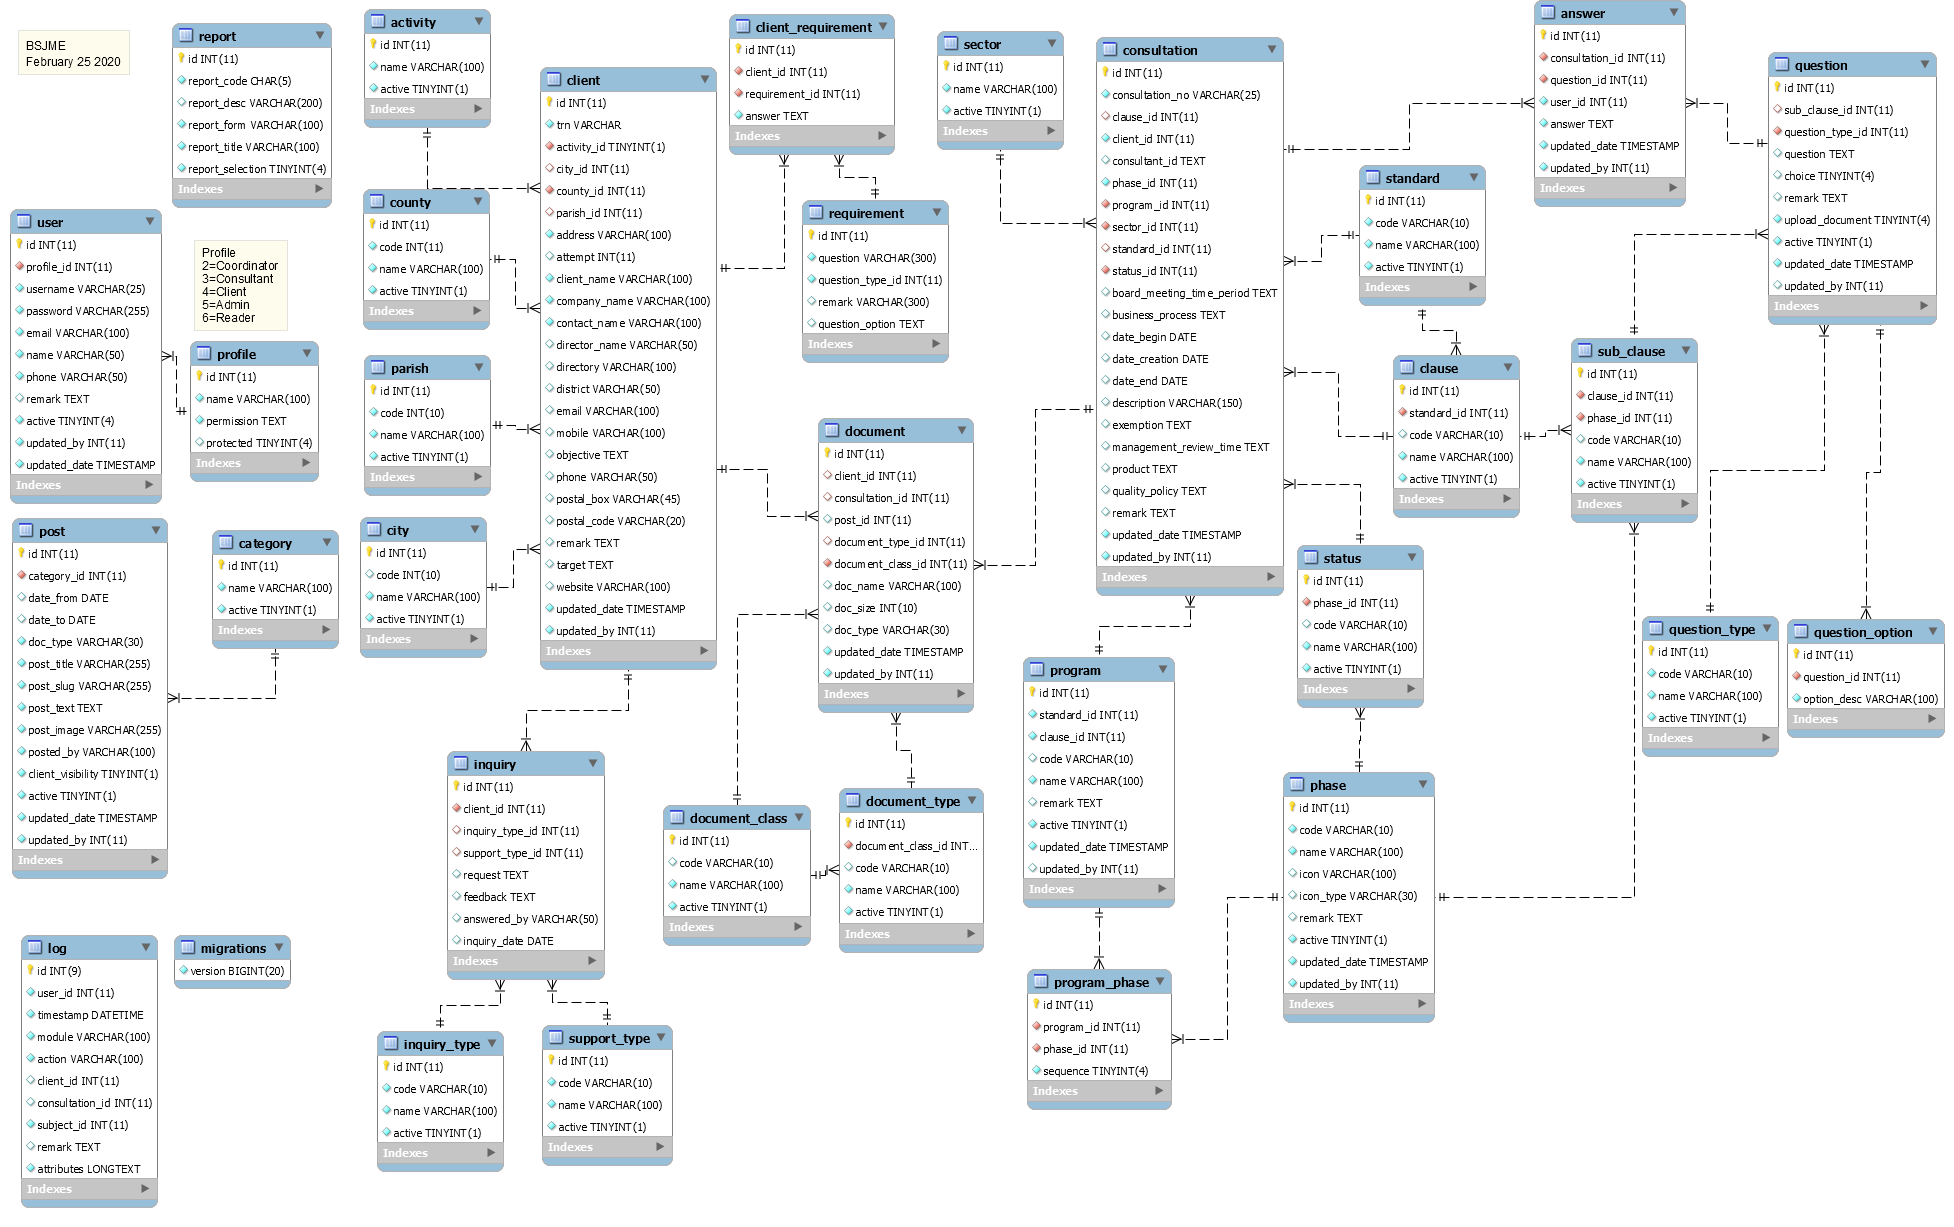 BSJME
February 25 2020
report
id INT(11)
report_code CHAR(5)
report_desc VARCHAR(200)
report_form VARCHAR(100)
report_title VARCHAR(100)
report_selection TINYINT(4)
Indexes
user
id INT(11)
profile_id INT(11)
username VARCHAR(25)
password VARCHAR(255)
email VARCHAR(100)
name VARCHAR(50)
phone VARCHAR(50)
remark TEXT
active TINYINT(4)
updated_by INT(11)
updated_date TIMESTAMP
Indexes
Profile
2=Coordinator
3=Consultant
4=Client
5=Admin
6=Reader
profile
id INT(11)
name VARCHAR(100)
permission TEXT
protected TINYINT(4)
Indexes
post
id INT(11)
category_id INT(11)
date_from DATE
date_to DATE
doc_type VARCHAR(30)
post_title VARCHAR(255)
post_slug VARCHAR(255)
post_text TEXT
post_image VARCHAR(255)
posted_by VARCHAR(100)
client_visibility TINYINT(1)
active TINYINT(1)
updated_date TIMESTAMP
updated_by INT(11)
Indexes
category
id INT(11)
name VARCHAR(100)
active TINYINT(1)
Indexes
log
id INT(9)
user_id INT(11)
timestamp DATETIME
module VARCHAR(100)
action VARCHAR(100)
client_id INT(11)
consultation_id INT(11)
subject_id INT(11)
remark TEXT
attributes LONGTEXT
Indexes
migrations
version BIGINT(20)
activity
id INT(11)
name VARCHAR(100)
active TINYINT(1)
Indexes
county
id INT(11)
code INT(11)
name VARCHAR(100)
active TINYINT(1)
Indexes
parish
id INT(11)
code INT(10)
name VARCHAR(100)
active TINYINT(1)
Indexes
city
id INT(11)
code INT(10)
name VARCHAR(100)
active TINYINT(1)
Indexes
client
id INT(11)
trn VARCHAR
activity_id TINYINT(1)
city_id INT(11)
county_id INT(11)
parish_id INT(11)
address VARCHAR(100)
attempt INT(11)
client_name VARCHAR(100)
company_name VARCHAR(100)
contact_name VARCHAR(100)
director_name VARCHAR(50)
directory VARCHAR(100)
district VARCHAR(50)
email VARCHAR(100)
mobile VARCHAR(100)
objective TEXT
phone VARCHAR(50)
postal_box VARCHAR(45)
postal_code VARCHAR(20)
remark TEXT
target TEXT
website VARCHAR(100)
updated_date TIMESTAMP
updated_by INT(11)
Indexes
inquiry
id INT(11)
client_id INT(11)
inquiry_type_id INT(11)
support_type_id INT(11)
request TEXT
feedback TEXT
answered_by VARCHAR(50)
inquiry_date DATE
Indexes
inquiry_type
id INT(11)
code VARCHAR(10)
name VARCHAR(100)
active TINYINT(1)
Indexes
support_type
id INT(11)
code VARCHAR(10)
name VARCHAR(100)
active TINYINT(1)
Indexes
client_requirement
id INT(11)
client_id INT(11)
requirement_id INT(11)
answer TEXT
Indexes
requirement
id INT(11)
question VARCHAR(300)
question_type_id INT(11)
remark VARCHAR(300)
question_option TEXT
Indexes
document
id INT(11)
client_id INT(11)
consultation_id INT(11)
post_id INT(11)
document_type_id INT(11)
document_class_id INT(11)
doc_name VARCHAR(100)
doc_size INT(10)
doc_type VARCHAR(30)
updated_date TIMESTAMP
updated_by INT(11)
Indexes
document_class
id INT(11)
code VARCHAR(10)
name VARCHAR(100)
active TINYINT(1)
Indexes
document_type
id INT(11)
document_class_id INT...
code VARCHAR(10)
name VARCHAR(100)
active TINYINT(1)
Indexes
sector
id INT(11)
name VARCHAR(100)
active TINYINT(1)
Indexes
consultation
id INT(11)
consultation_no VARCHAR(25)
clause_id INT(11)
client_id INT(11)
consultant_id TEXT
phase_id INT(11)
program_id INT(11)
sector_id INT(11)
standard_id INT(11)
status_id INT(11)
board_meeting_time_period TEXT
business_process TEXT
date_begin DATE
date_creation DATE
date_end DATE
description VARCHAR(150)
exemption TEXT
management_review_time TEXT
product TEXT
quality_policy TEXT
remark TEXT
updated_date TIMESTAMP
updated_by INT(11)
Indexes
program
id INT(11)
standard_id INT(11)
clause_id INT(11)
code VARCHAR(10)
name VARCHAR(100)
remark TEXT
active TINYINT(1)
updated_date TIMESTAMP
updated_by INT(11)
Indexes
program_phase
id INT(11)
program_id INT(11)
phase_id INT(11)
sequence TINYINT(4)
Indexes
answer
id INT(11)
consultation_id INT(11)
question_id INT(11)
user_id INT(11)
answer TEXT
updated_date TIMESTAMP
updated_by INT(11)
Indexes
standard
id INT(11)
code VARCHAR(10)
name VARCHAR(100)
active TINYINT(1)
Indexes
clause
id INT(11)
standard_id INT(11)
code VARCHAR(10)
name VARCHAR(100)
active TINYINT(1)
Indexes
sub_clause
id INT(11)
clause_id INT(11)
phase_id INT(11)
code VARCHAR(10)
name VARCHAR(100)
active TINYINT(1)
Indexes
status
id INT(11)
phase_id INT(11)
code VARCHAR(10)
name VARCHAR(100)
active TINYINT(1)
Indexes
phase
id INT(11)
code VARCHAR(10)
name VARCHAR(100)
icon VARCHAR(100)
icon_type VARCHAR(30)
remark TEXT
active TINYINT(1)
updated_date TIMESTAMP
updated_by INT(11)
Indexes
question
id INT(11)
sub_clause_id INT(11)
question_type_id INT(11)
question TEXT
choice TINYINT(4)
remark TEXT
upload_document TINYINT(4)
active TINYINT(1)
updated_date TIMESTAMP
updated_by INT(11)
Indexes
question_type
id INT(11)
code VARCHAR(10)
name VARCHAR(100)
active TINYINT(1)
Indexes
question_option
id INT(11)
question_id INT(11)
option_desc VARCHAR(100)
Indexes